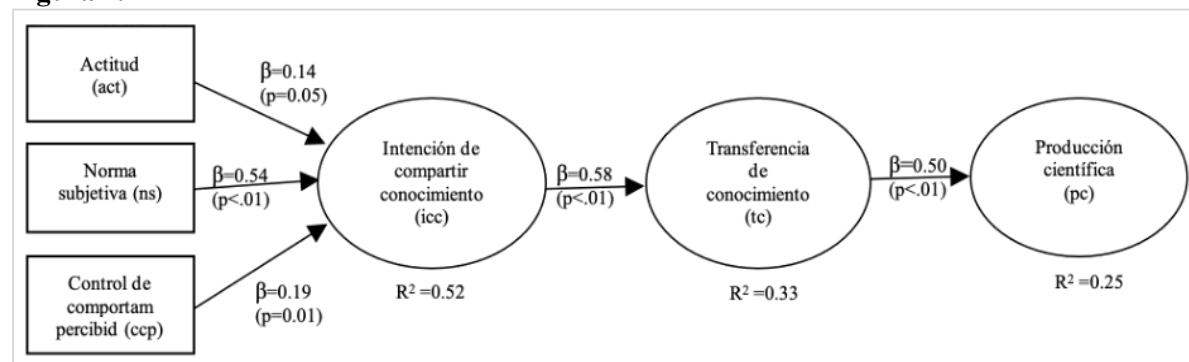 Actitud
(act)
β=0.14
(p=0.05)
Norma
subjetiva (ns)
β=0.54
(p<.01)
Control de
comportam
percibid (ccp)
β=0.19
(p=0.01)
Intención de
compartir
conocimiento
(icc)
R² =0.52
β=0.58
(p<.01)
Transferencia
de
conocimiento
(tc)
R² =0.33
β=0.50
(p<.01)
Producción
científica
(pc)
R² =0.25